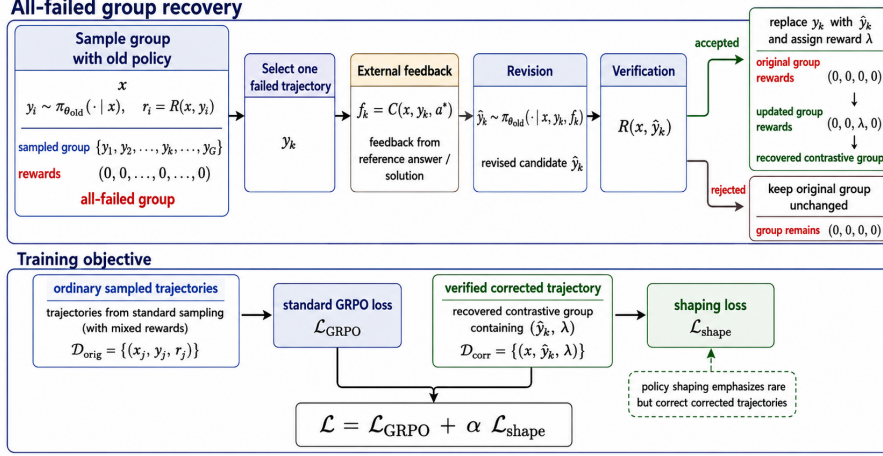 All-failed group recovery
Sample group
with old policy
x
y_i ∼ π_{θ_old}(· | x), r_i = R(x, y_i)
sampled group {y_1, y_2, …, y_k, …, y_G}
rewards (0, 0, …, 0, …, 0)
all-failed group
Select one
failed trajectory
y_k
External feedback
f_k = C(x, y_k, a*)
feedback from
reference answer /
solution
Revision
ŷ_k ∼ π_{θ_old}(· | x, y_k, f_k)
revised candidate ŷ_k
Verification
R(x, ŷ_k)
accepted
replace y_k with ŷ_k
and assign reward λ
original group
rewards (0, 0, 0, 0)
updated group
rewards (0, 0, λ, 0)
recovered contrastive group
rejected
keep original group
unchanged
group remains (0, 0, 0, 0)
Training objective
ordinary sampled trajectories
trajectories from standard sampling
(with mixed rewards)
𝒟_orig = {(x_j, y_j, r_j)}
standard GRPO loss
ℒ_GRPO
verified corrected trajectory
recovered contrastive group
containing (ŷ_k, λ)
𝒟_corr = {(x, ŷ_k, λ)}
shaping loss
ℒ_shape
policy shaping emphasizes rare
but correct corrected trajectories
ℒ = ℒ_GRPO + α ℒ_shape